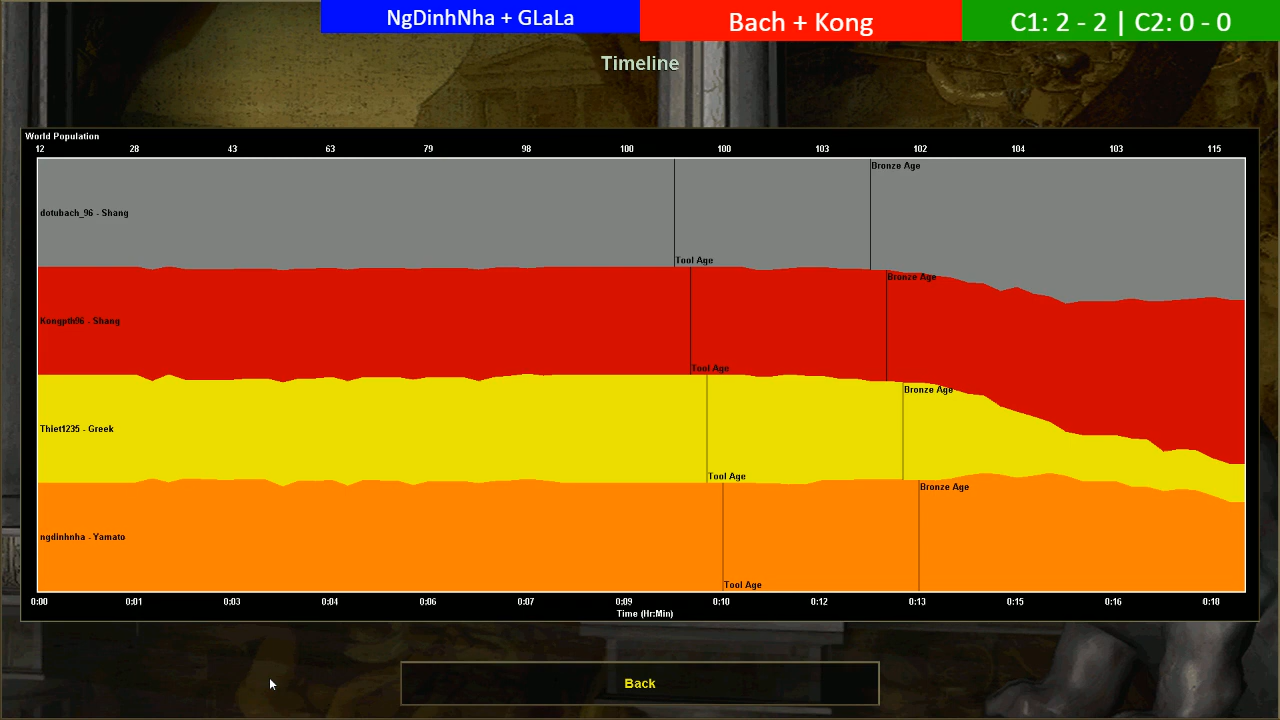 NgDinhNha + GLaLa
Bach + Kong
C1: 2 - 2 | C2: 0 - 0
Timeline
World Population
12 28 43 63 79 98 100 100 103 102 104 103 115
Bronze Age
dotubach_96 - Shang
Tool Age
Bronze Age
Kongpth96 - Shang
Tool Age
Bronze Age
Thiet1235 - Greek
Tool Age
Bronze Age
ngdinhnha - Yamato
Tool Age
0:00 0:01 0:03 0:04 0:06 0:07 0:09 0:10 0:12 0:13 0:15 0:16 0:18
Time (Hr:Min)
Back